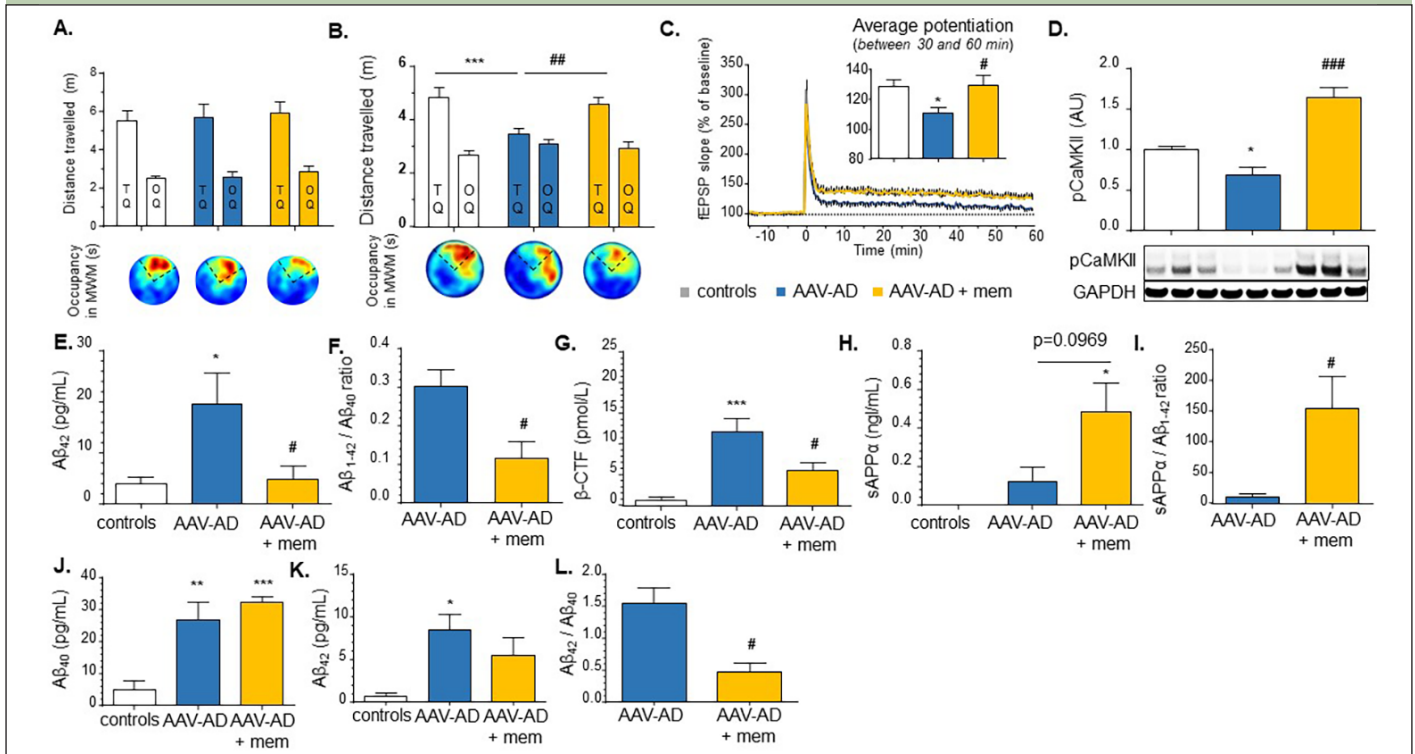 A.
Distance travelled (m)
8
6
4
2
0
T Q
O Q
T Q
O Q
T Q
O Q
Occupancy
in MWM (s)
B.
Distance travelled (m)
6
4
2
0
***
##
T Q
O Q
T Q
O Q
T Q
O Q
Occupancy
in MWM (s)
C.
Average potentiation
(between 30 and 60 min)
fEPSP slope (% of baseline)
350
300
250
200
150
100
140
120
100
80
*
#
-10 0 10 20 30 40 50 60
Time (min)
controls AAV-AD AAV-AD + mem
D.
pCaMKII (AU)
2.0
1.5
1.0
0.5
0.0
*
###
pCaMKII
GAPDH
E.
Aβ42 (pg/mL)
30
20
10
0
*
#
controls AAV-AD AAV-AD
+ mem
F.
Aβ1-42 / Aβ40 ratio
0.4
0.3
0.2
0.1
0.0
#
AAV-AD AAV-AD
+ mem
G.
β-CTF (pmol/L)
25
20
15
10
5
0
***
#
controls AAV-AD AAV-AD
+ mem
H.
sAPPα (ngl/mL)
0.8
0.6
0.4
0.2
0.0
p=0.0969
*
controls AAV-AD AAV-AD
+ mem
I.
sAPPα / Aβ1-42 ratio
250
200
150
100
50
0
#
AAV-AD AAV-AD
+ mem
J.
Aβ40 (pg/mL)
40
30
20
10
0
**
***
controls AAV-AD AAV-AD
+ mem
K.
Aβ42 (pg/mL)
15
10
5
0
*
controls AAV-AD AAV-AD
+ mem
L.
Aβ42 / Aβ40
2.0
1.5
1.0
0.5
0.0
#
AAV-AD AAV-AD
+ mem